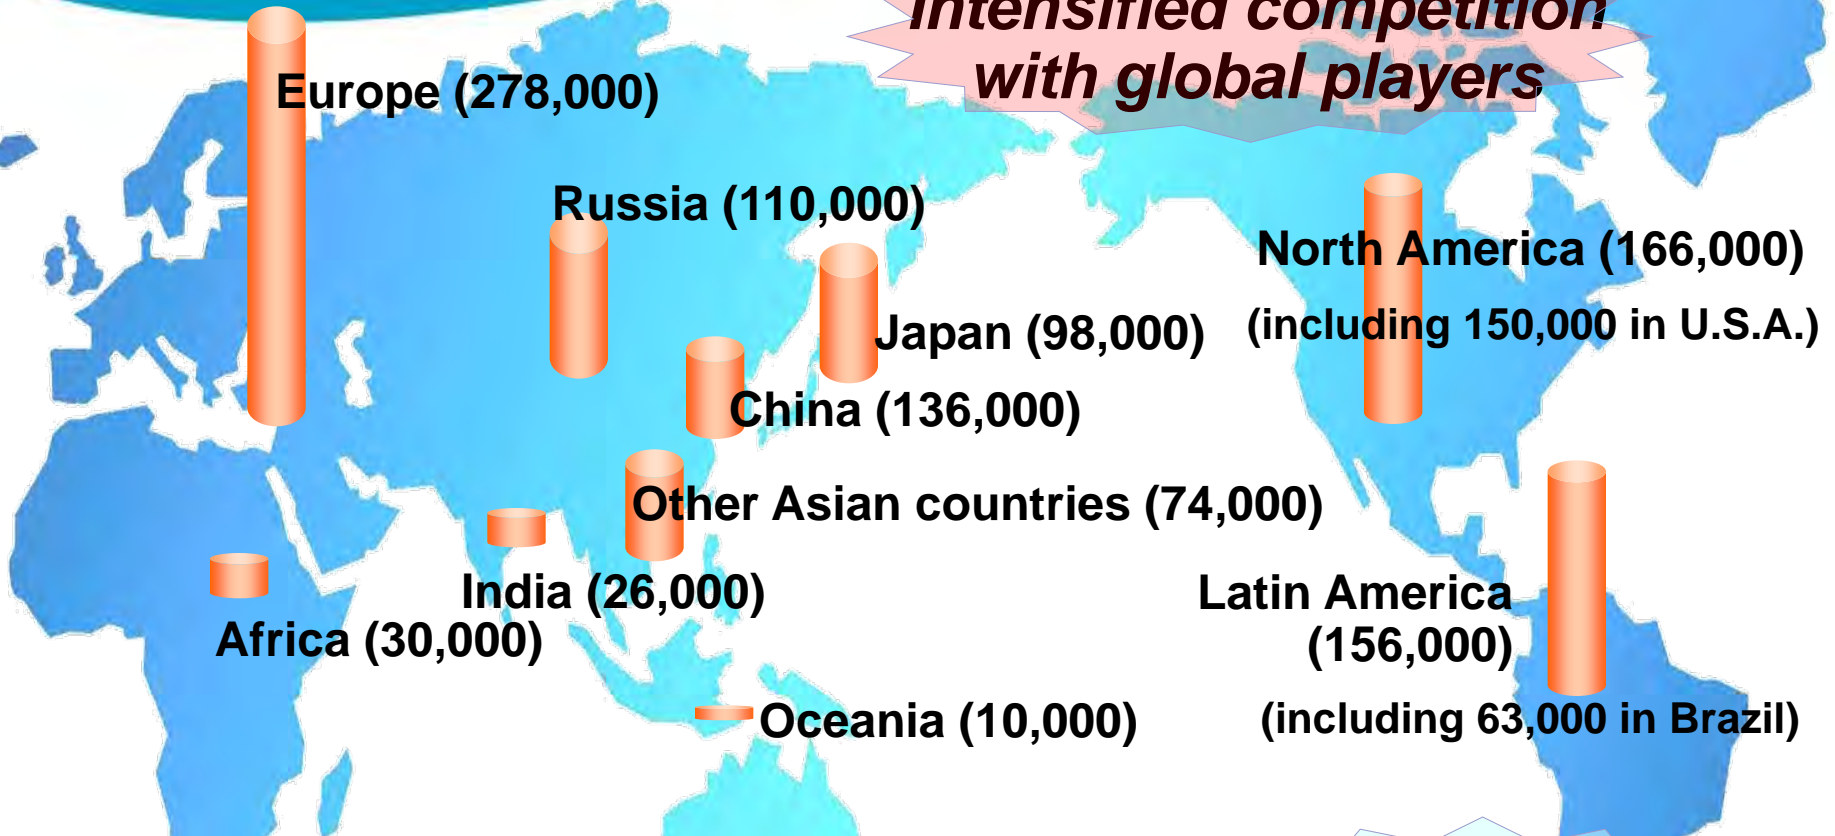 Intensified competition
with global players
Europe (278,000)
Russia (110,000)
North America (166,000)
(including 150,000 in U.S.A.)
Japan (98,000)
China (136,000)
Other Asian countries (74,000)
India (26,000)
Africa (30,000)
Latin America
(156,000)
(including 63,000 in Brazil)
Oceania (10,000)